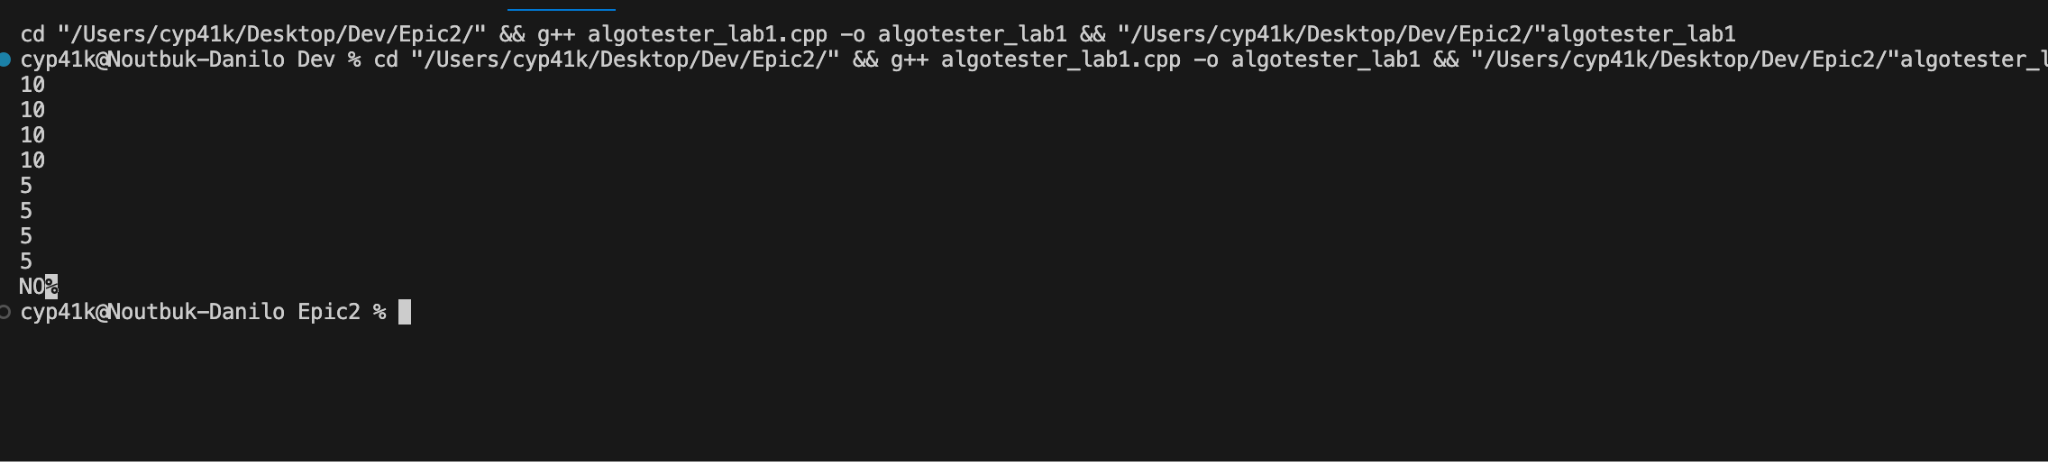 cd "/Users/cyp41k/Desktop/Dev/Epic2/" && g++ algotester_lab1.cpp -o algotester_lab1 && "/Users/cyp41k/Desktop/Dev/Epic2/"algotester_lab1
cyp41k@Noutbuk-Danilo Dev % cd "/Users/cyp41k/Desktop/Dev/Epic2/" && g++ algotester_lab1.cpp -o algotester_lab1 && "/Users/cyp41k/Desktop/Dev/Epic2/"algotester_l
10
10
10
10
5
5
5
5
NO%
cyp41k@Noutbuk-Danilo Epic2 %